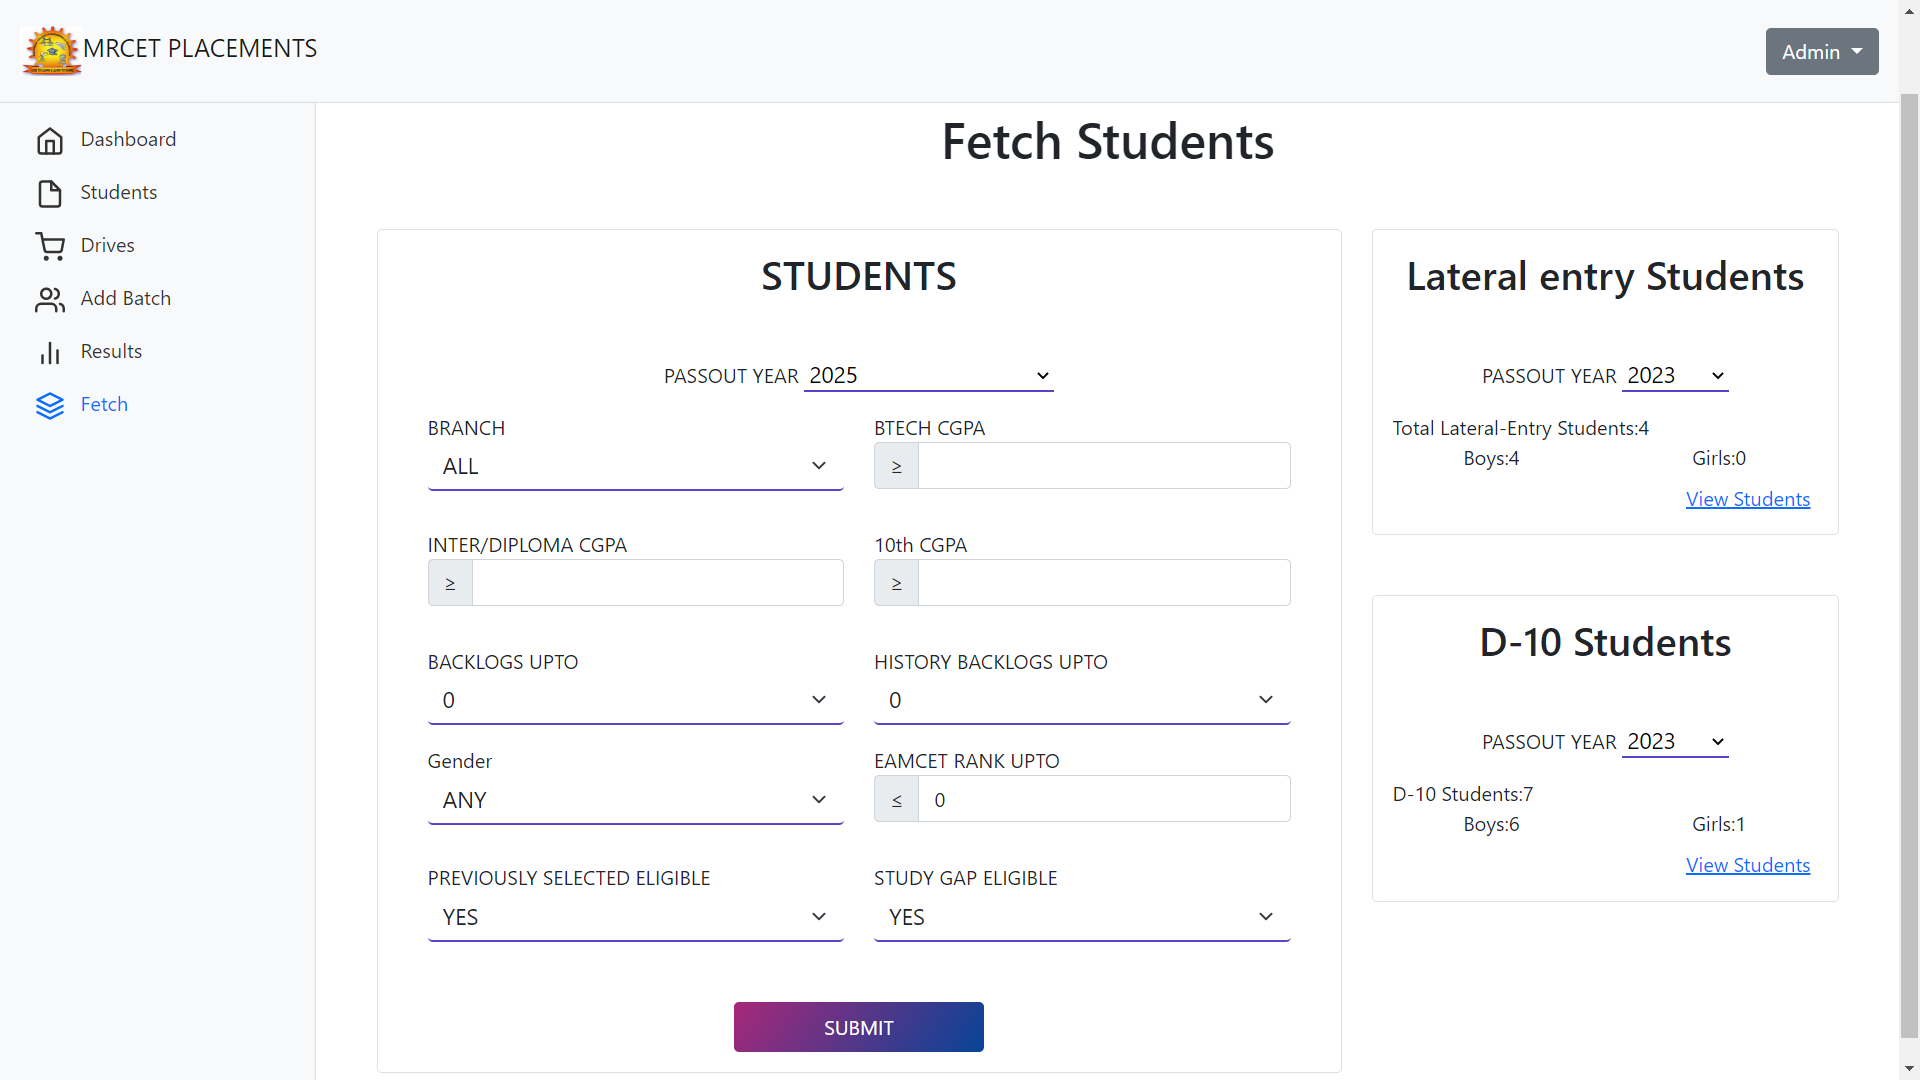 MRCET PLACEMENTS
Admin
Dashboard
Students
Drives
Add Batch
Results
Fetch
Fetch Students
STUDENTS
PASSOUT YEAR 2025
BRANCH
ALL
BTECH CGPA
≥
INTER/DIPLOMA CGPA
≥
10th CGPA
≥
BACKLOGS UPTO
0
HISTORY BACKLOGS UPTO
0
Gender
ANY
EAMCET RANK UPTO
≤ 0
PREVIOUSLY SELECTED ELIGIBLE
YES
STUDY GAP ELIGIBLE
YES
SUBMIT
Lateral entry Students
PASSOUT YEAR 2023
Total Lateral-Entry Students:4
Boys:4 Girls:0
View Students
D-10 Students
PASSOUT YEAR 2023
D-10 Students:7
Boys:6 Girls:1
View Students